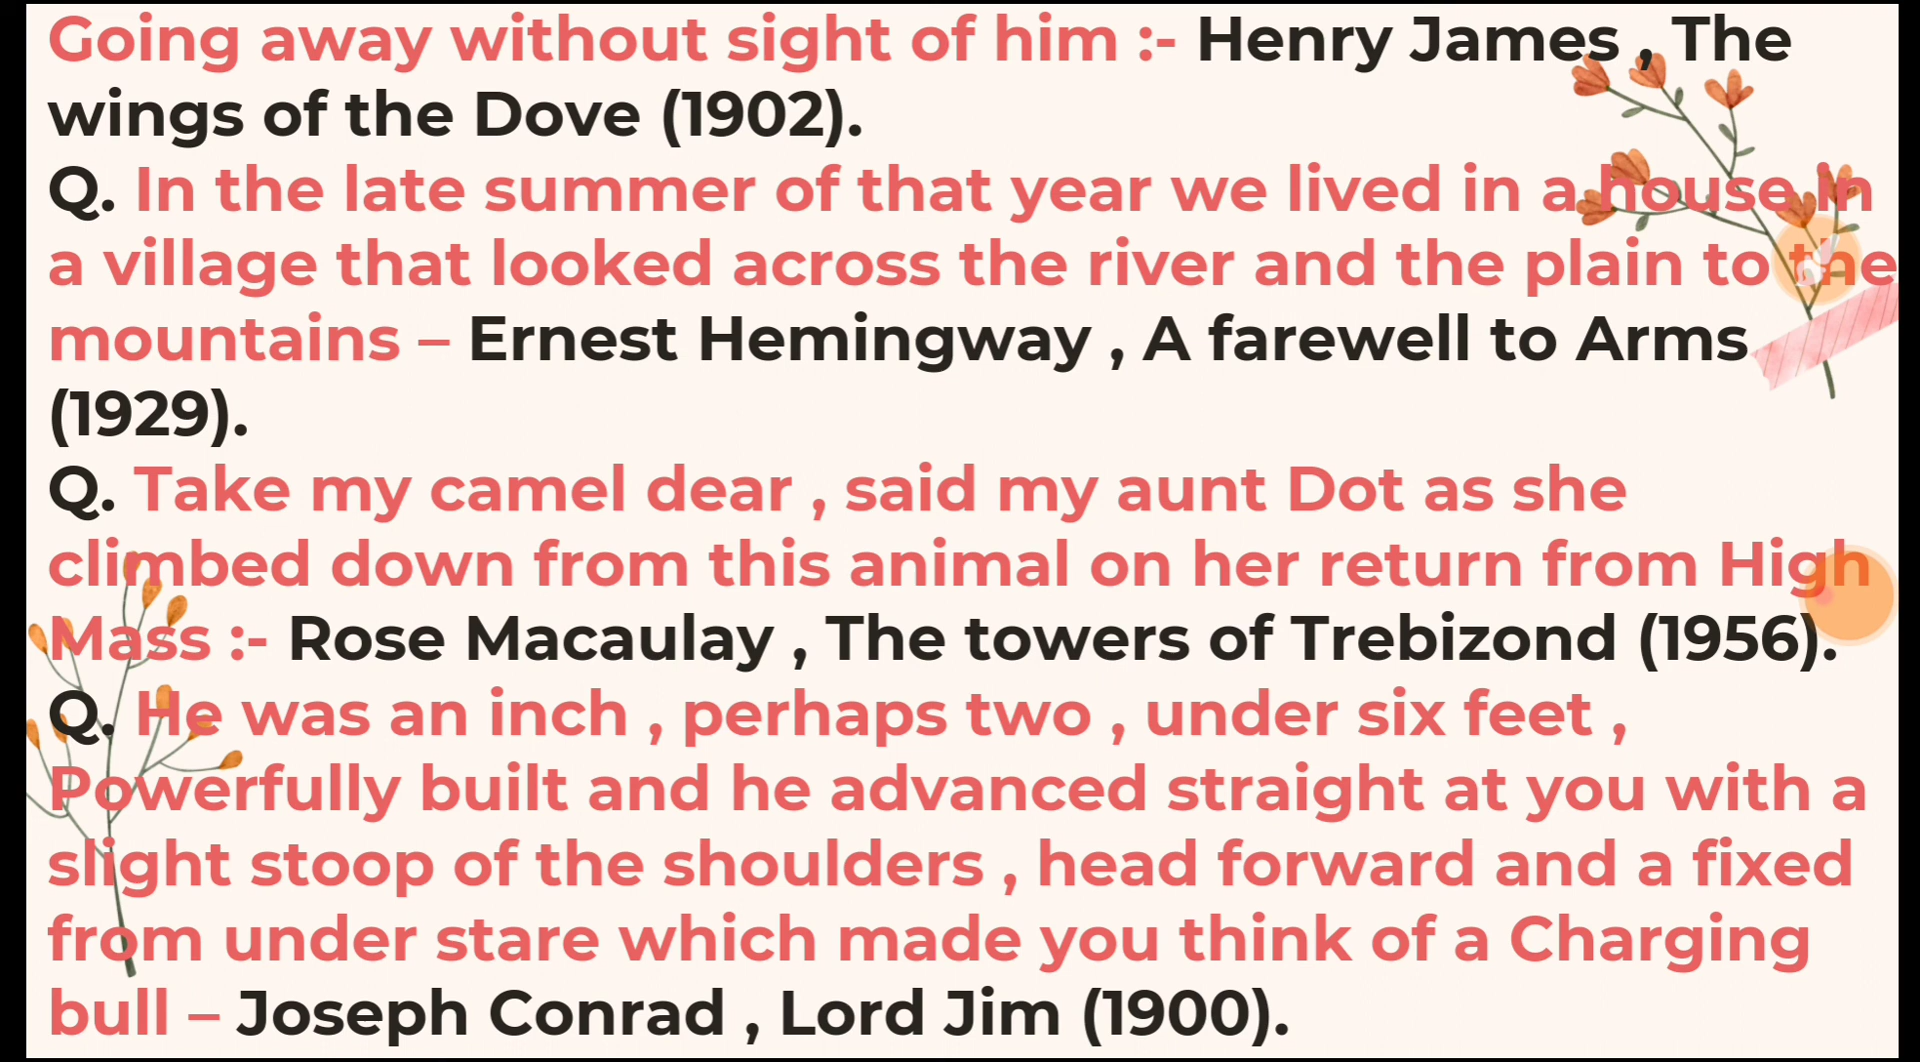 Going away without sight of him :- Henry James , The
wings of the Dove (1902).
Q. In the late summer of that year we lived in a house in
a village that looked across the river and the plain to the
mountains – Ernest Hemingway , A farewell to Arms
(1929).
Q. Take my camel dear , said my aunt Dot as she
climbed down from this animal on her return from High
Mass :- Rose Macaulay , The towers of Trebizond (1956).
Q. He was an inch , perhaps two , under six feet ,
Powerfully built and he advanced straight at you with a
slight stoop of the shoulders , head forward and a fixed
from under stare which made you think of a Charging
bull – Joseph Conrad , Lord Jim (1900).